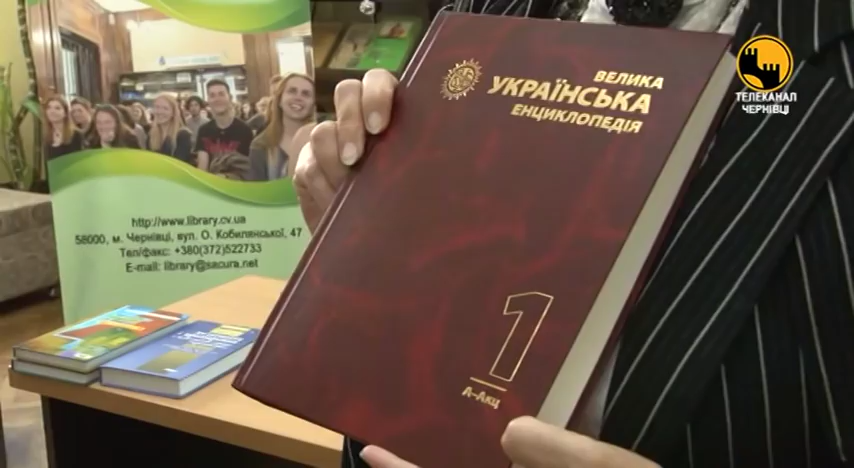 ВЕЛИКА
УКРАЇНСЬКА
ЕНЦИКЛОПЕДІЯ
1
А–Акц
ТЕЛЕКАНАЛ
ЧЕРНІВЦІ
http://www.library.cv.ua
58000, м. Чернівці, вул. О. Кобилянської, 47
Тел/факс: +380(372)522733
E-mail: library@sacura.net